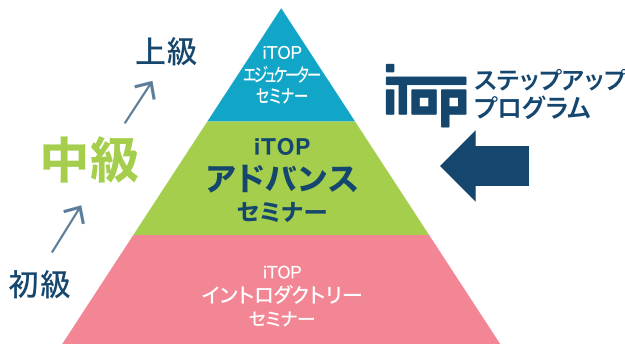 上級
iTOP
エジュケーター
セミナー
iTOP
ステップアップ
プログラム
中級
iTOP
アドバンス
セミナー
初級
iTOP
イントロダクトリー
セミナー